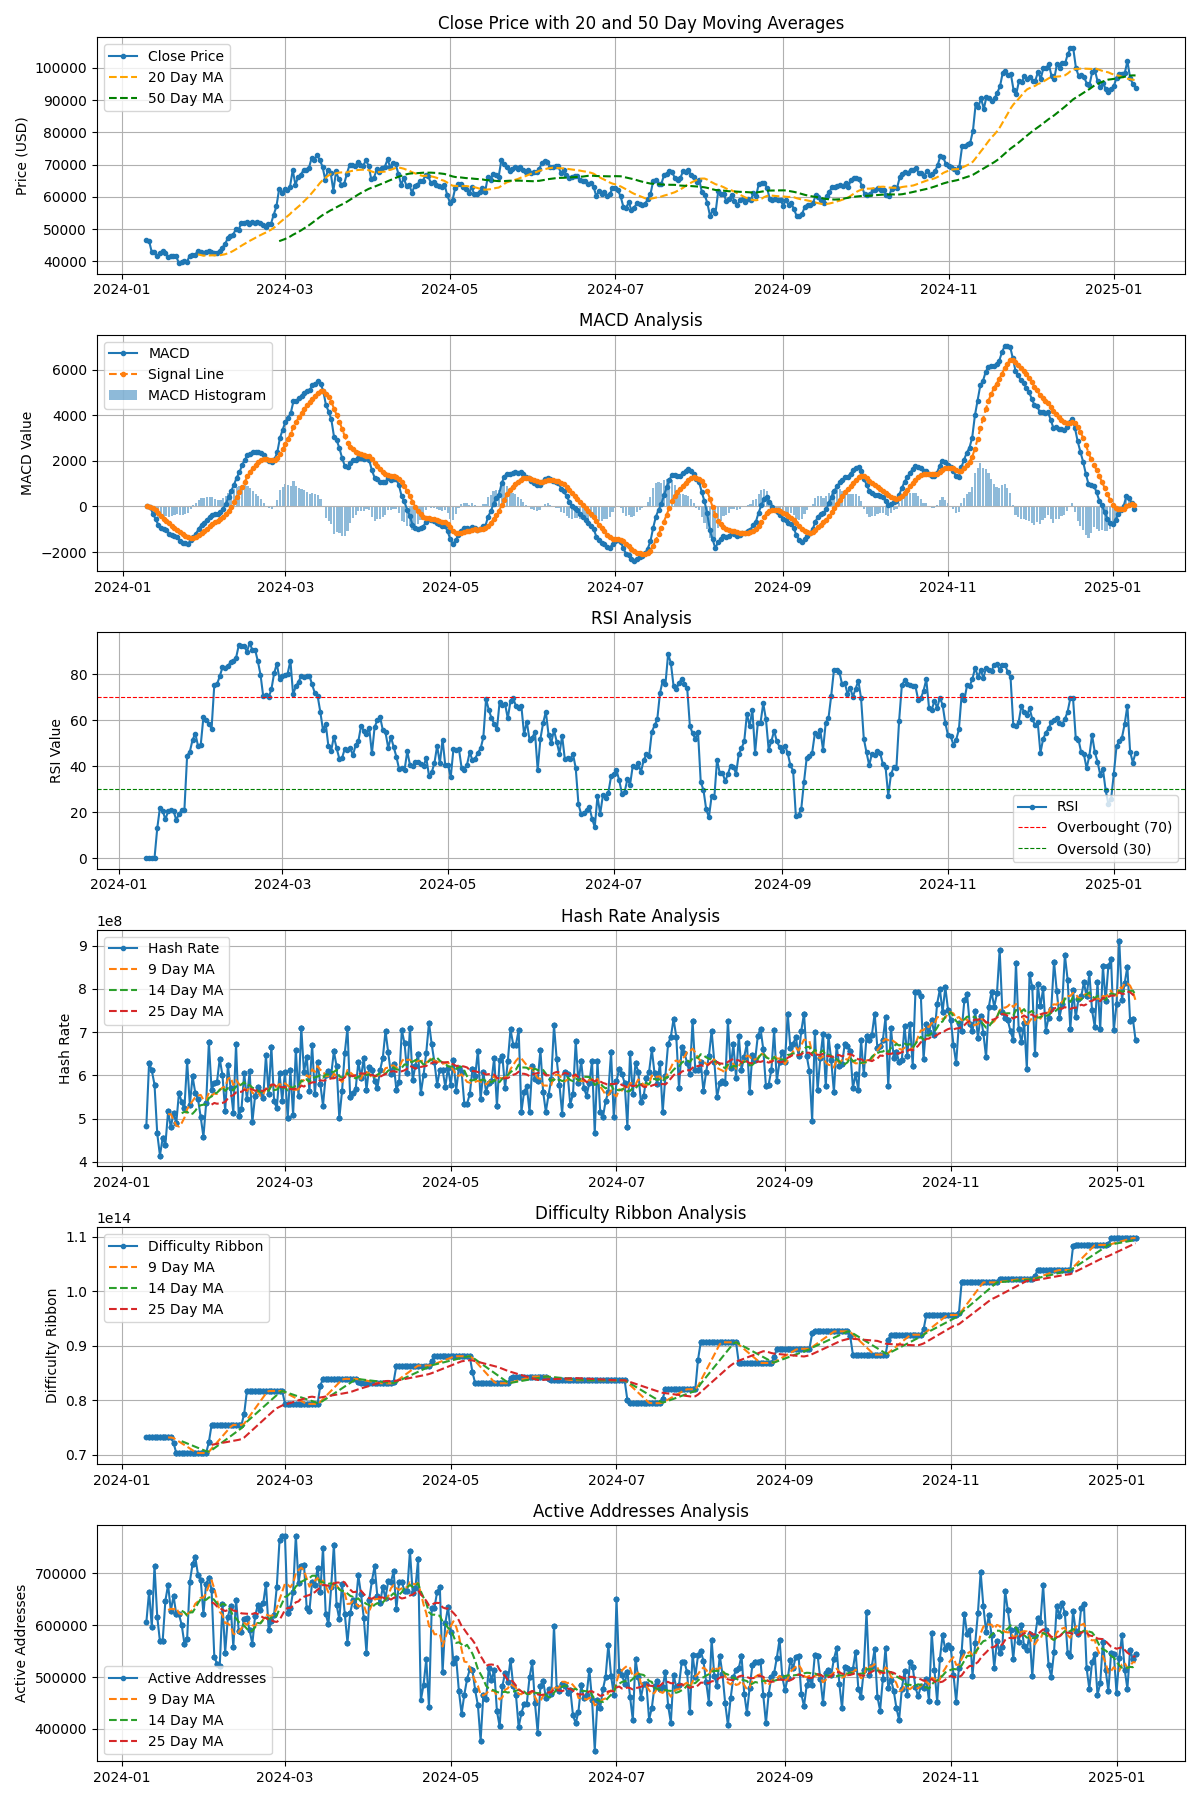 Close Price with 20 and 50 Day Moving Averages
Close Price
20 Day MA
50 Day MA
Price (USD)
100000
90000
80000
70000
60000
50000
40000
2024-01 2024-03 2024-05 2024-07 2024-09 2024-11 2025-01
MACD Analysis
MACD
Signal Line
MACD Histogram
MACD Value
6000
4000
2000
0
−2000
2024-01 2024-03 2024-05 2024-07 2024-09 2024-11 2025-01
RSI Analysis
RSI Value
80
60
40
20
0
RSI
Overbought (70)
Oversold (30)
2024-01 2024-03 2024-05 2024-07 2024-09 2024-11 2025-01
Hash Rate Analysis
1e8
Hash Rate
9 Day MA
14 Day MA
25 Day MA
Hash Rate
9
8
7
6
5
4
2024-01 2024-03 2024-05 2024-07 2024-09 2024-11 2025-01
Difficulty Ribbon Analysis
1e14
Difficulty Ribbon
9 Day MA
14 Day MA
25 Day MA
Difficulty Ribbon
1.1
1.0
0.9
0.8
0.7
2024-01 2024-03 2024-05 2024-07 2024-09 2024-11 2025-01
Active Addresses Analysis
Active Addresses
700000
600000
500000
400000
Active Addresses
9 Day MA
14 Day MA
25 Day MA
2024-01 2024-03 2024-05 2024-07 2024-09 2024-11 2025-01